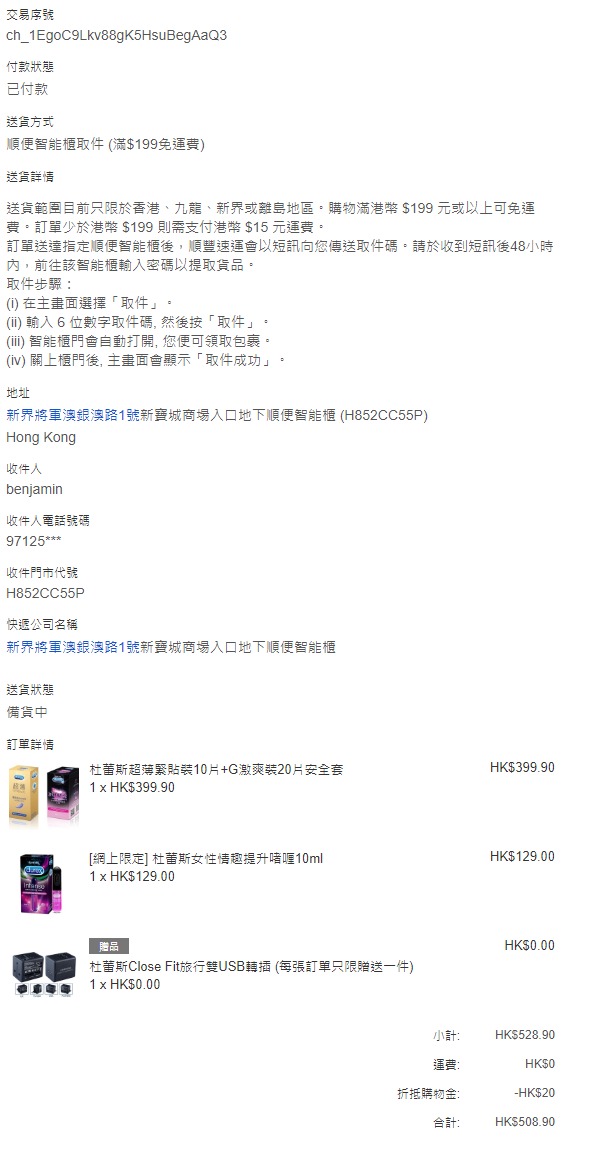 交易序號
ch_1EgoC9Lkv88gK5HsuBegAaQ3
付款狀態
已付款
送貨方式
順便智能櫃取件 (滿$199免運費)
送貨詳情
送貨範圍目前只限於香港、九龍、新界或離島地區。購物滿港幣 $199 元或以上可免運
費。訂單少於港幣 $199 則需支付港幣 $15 元運費。
訂單送達指定順便智能櫃後，順豐速運會以短訊向您傳送取件碼。請於收到短訊後48小時
內，前往該智能櫃輸入密碼以提取貨品。
取件步驟：
(i) 在主畫面選擇「取件」。
(ii) 輸入 6 位數字取件碼, 然後按「取件」。
(iii) 智能櫃門會自動打開, 您便可領取包裹。
(iv) 關上櫃門後, 主畫面會顯示「取件成功」。
地址
新界將軍澳銀澳路1號新寶城商場入口地下順便智能櫃 (H852CC55P)
Hong Kong
收件人
benjamin
收件人電話號碼
97125***
收件門市代號
H852CC55P
快遞公司名稱
新界將軍澳銀澳路1號新寶城商場入口地下順便智能櫃
送貨狀態
備貨中
訂單詳情
杜蕾斯超薄緊貼裝10片+G激爽裝20片安全套
HK$399.90
1 x HK$399.90
durex
intense
[網上限定] 杜蕾斯女性情趣提升啫喱10ml
HK$129.00
1 x HK$129.00
贈品
HK$0.00
杜蕾斯Close Fit旅行雙USB轉插 (每張訂單只限贈送一件)
1 x HK$0.00
小計: HK$528.90
運費: HK$0
折抵購物金: -HK$20
合計: HK$508.90